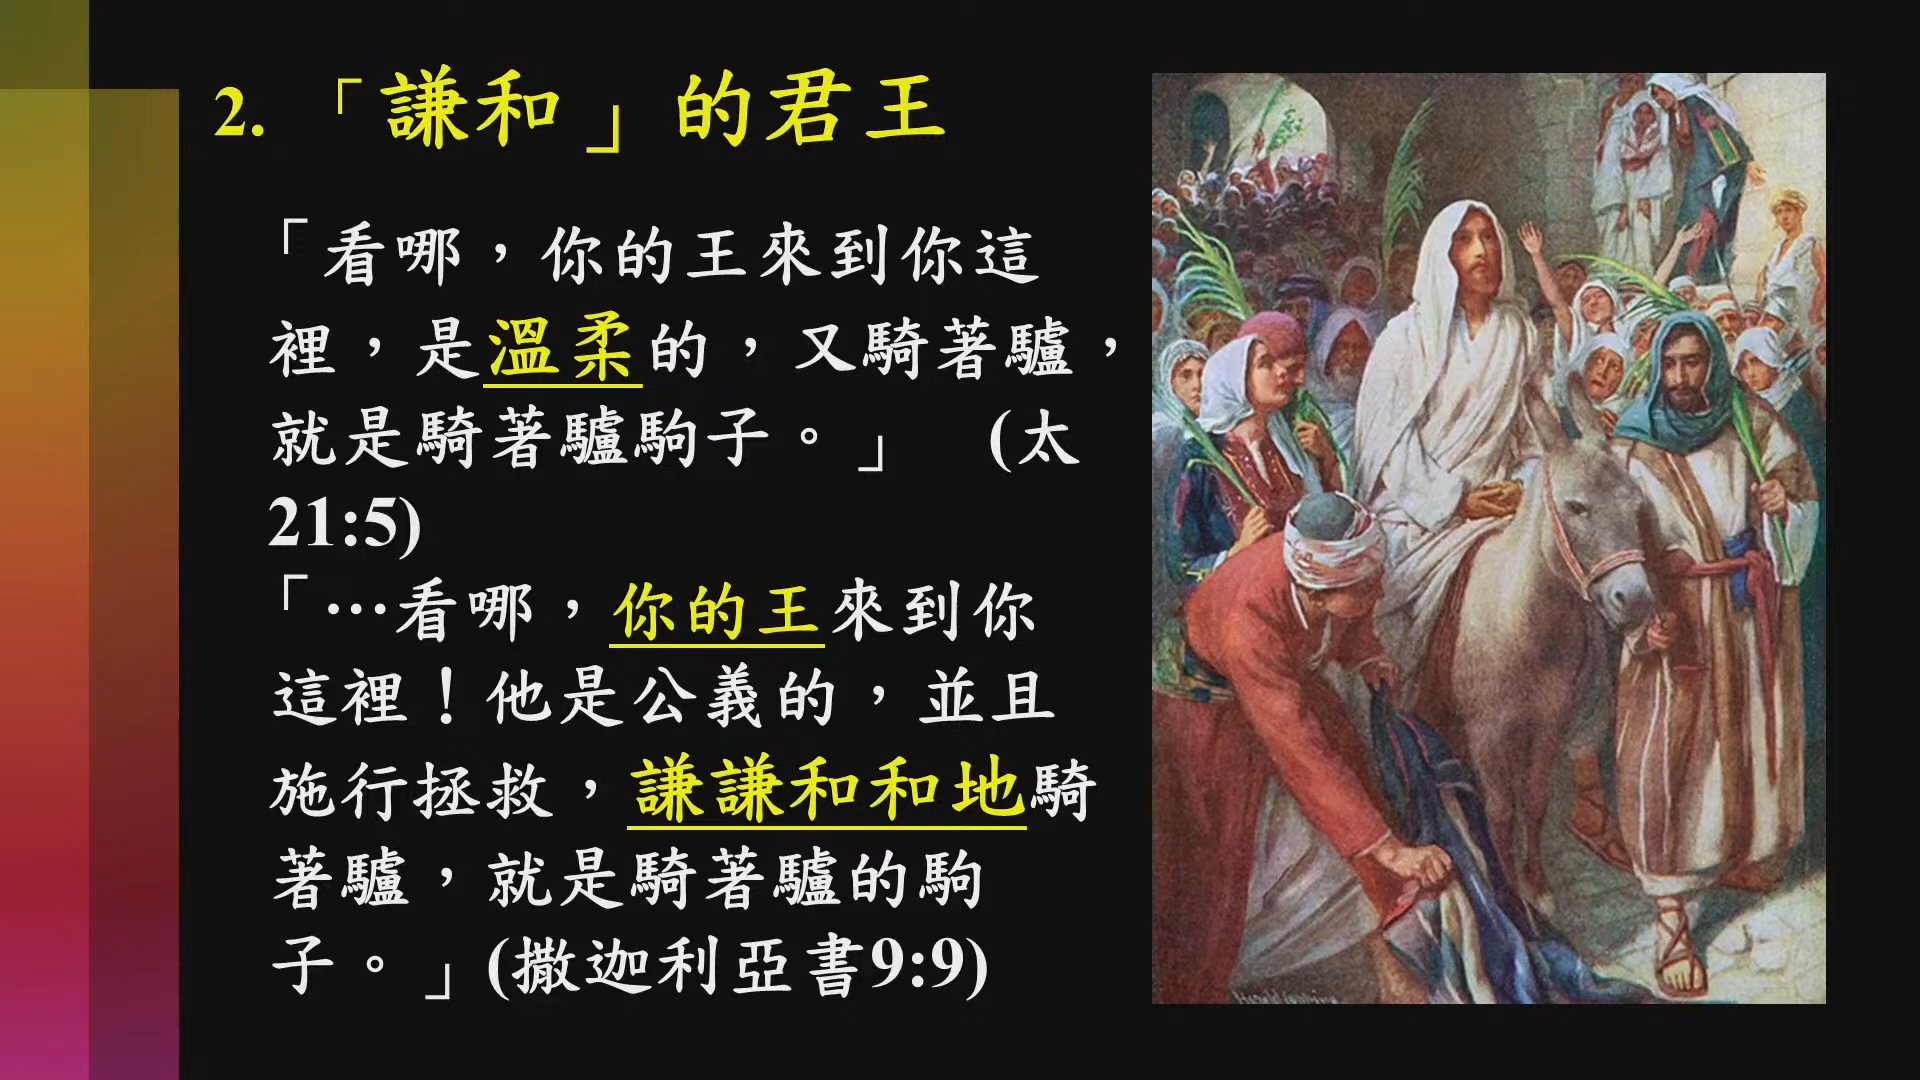 2. 「謙和」的君王
「看哪，你的王來到你這
裡，是溫柔的，又騎著驢，
就是騎著驢駒子。」 (太
21:5)
「…看哪，你的王來到你
這裡！他是公義的，並且
施行拯救，謙謙和和地騎
著驢，就是騎著驢的駒
子。」(撒迦利亞書9:9)